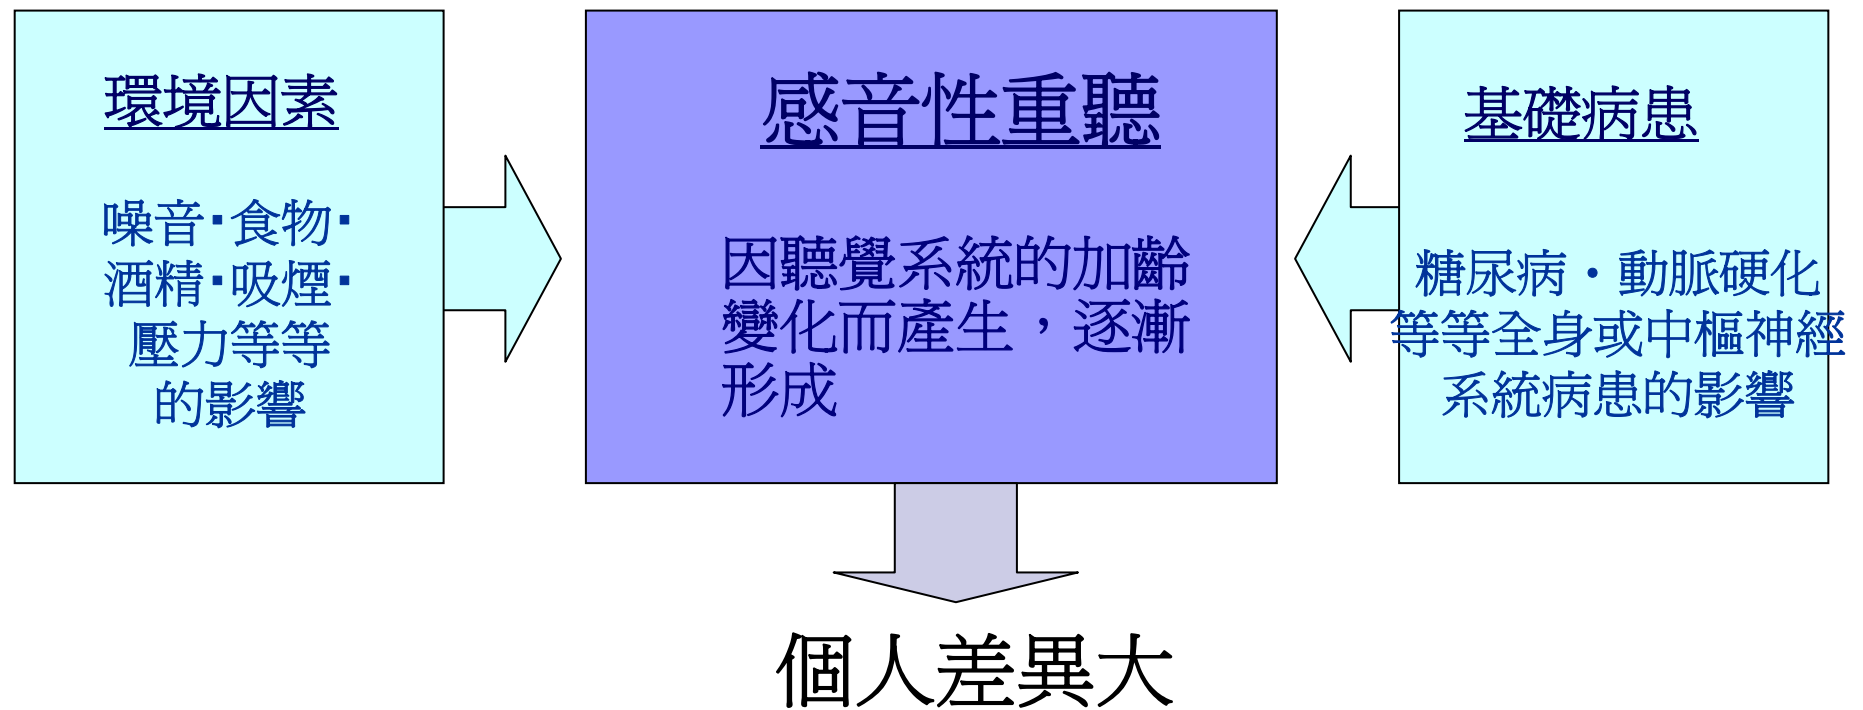 環境因素
噪音‧食物‧
酒精‧吸煙‧
壓力等等
的影響
感音性重聽
因聽覺系統的加齡
變化而產生，逐漸
形成
基礎病患
糖尿病・動脈硬化
等等全身或中樞神經
系統病患的影響
個人差異大